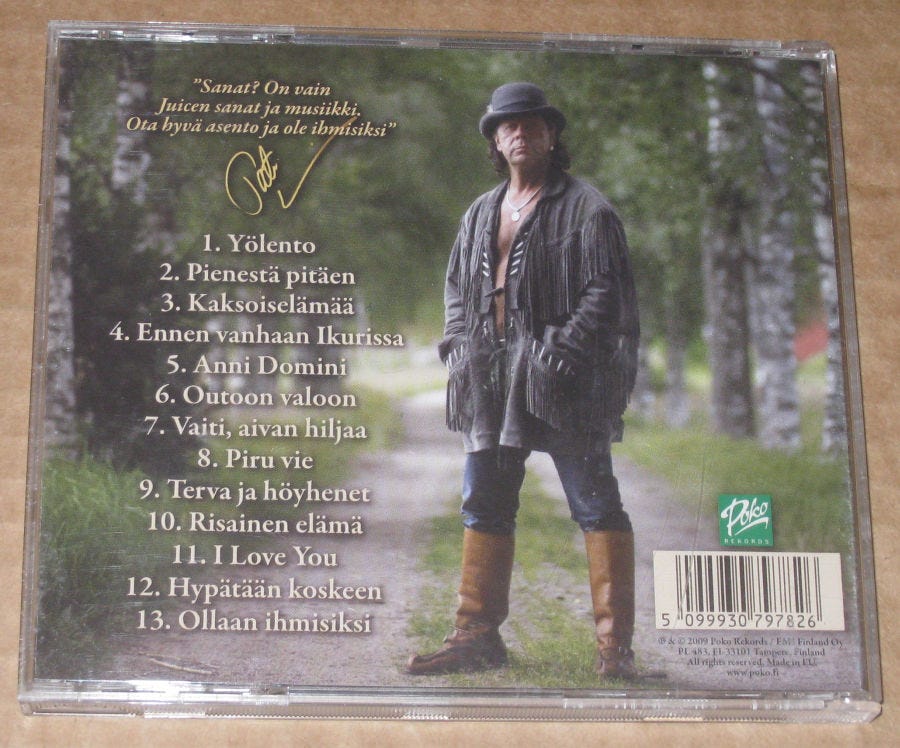 "Sanat? On vain
Juicen sanat ja musiikki.
Ota hyvä asento ja ole ihmisiksi"
1. Yölento
2. Pienestä pitäen
3. Kaksoiselämää
4. Ennen vanhaan Ikurissa
5. Anni Domini
6. Outoon valoon
7. Vaiti, aivan hiljaa
8. Piru vie
9. Terva ja höyhenet
10. Risainen elämä
11. I Love You
12. Hypätään koskeen
13. Ollaan ihmisiksi
Poko
REKORDS
5 099930 797826
℗ & © 2009 Poko Rekords / EMI Finland Oy
PL 483, FI-33101 Tampere, Finland
All rights reserved. Made in EU.
www.poko.fi